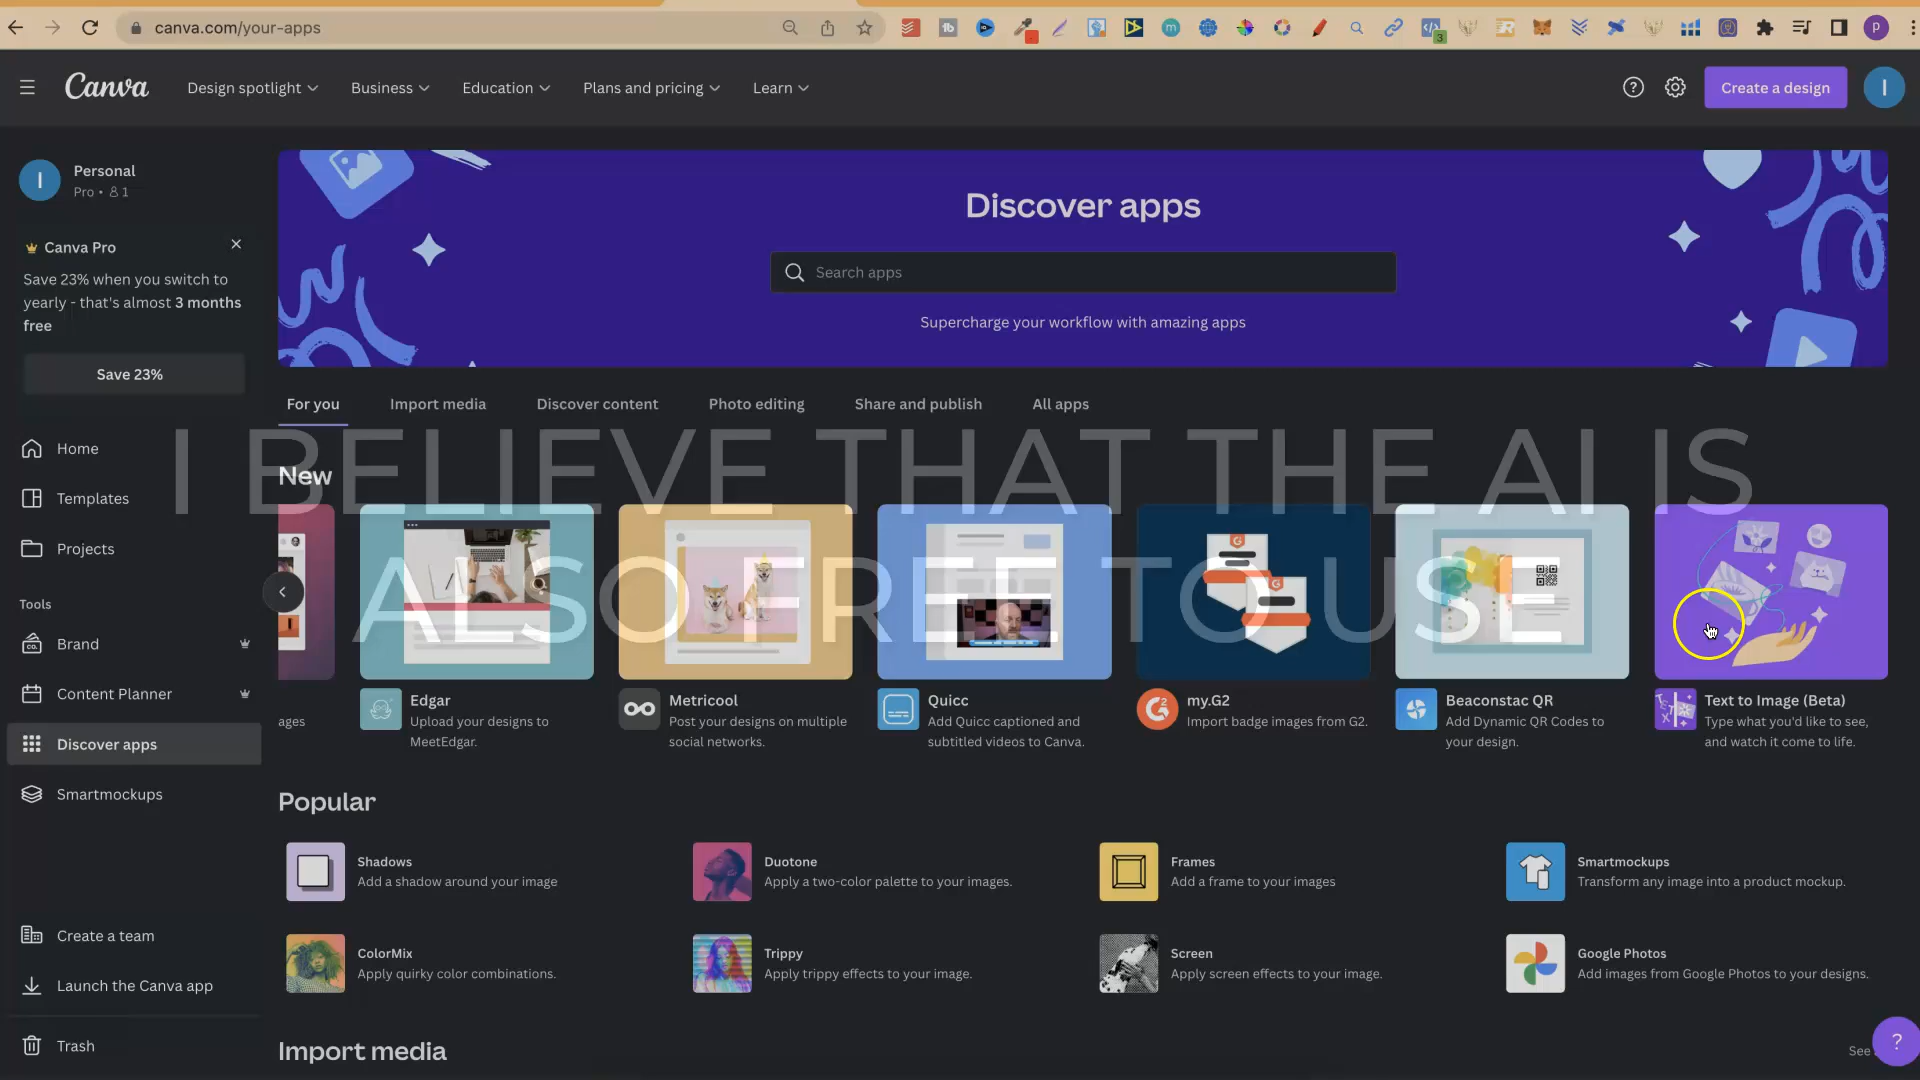 canva.com/your-apps
Canva
Design spotlight
Business
Education
Plans and pricing
Learn
Create a design
I
I
Personal
Pro • 1
Canva Pro
Save 23% when you switch to
yearly - that's almost 3 months
free
Save 23%
Home
Templates
Projects
Tools
Brand
Content Planner
Discover apps
Smartmockups
Create a team
Launch the Canva app
Trash
Discover apps
Search apps
Supercharge your workflow with amazing apps
For you
Import media
Discover content
Photo editing
Share and publish
All apps
I BELIEVE THAT THE AI IS
ALSO FREE TO USE
New
ages
Edgar
Upload your designs to
MeetEdgar.
Metricool
Post your designs on multiple
social networks.
Quicc
Add Quicc captioned and
subtitled videos to Canva.
my.G2
Import badge images from G2.
Beaconstac QR
Add Dynamic QR Codes to
your design.
Text to Image (Beta)
Type what you'd like to see,
and watch it come to life.
Popular
Shadows
Add a shadow around your image
Duotone
Apply a two-color palette to your images.
Frames
Add a frame to your images
Smartmockups
Transform any image into a product mockup.
ColorMix
Apply quirky color combinations.
Trippy
Apply trippy effects to your image.
Screen
Apply screen effects to your image.
Google Photos
Add images from Google Photos to your designs.
Import media
See
?